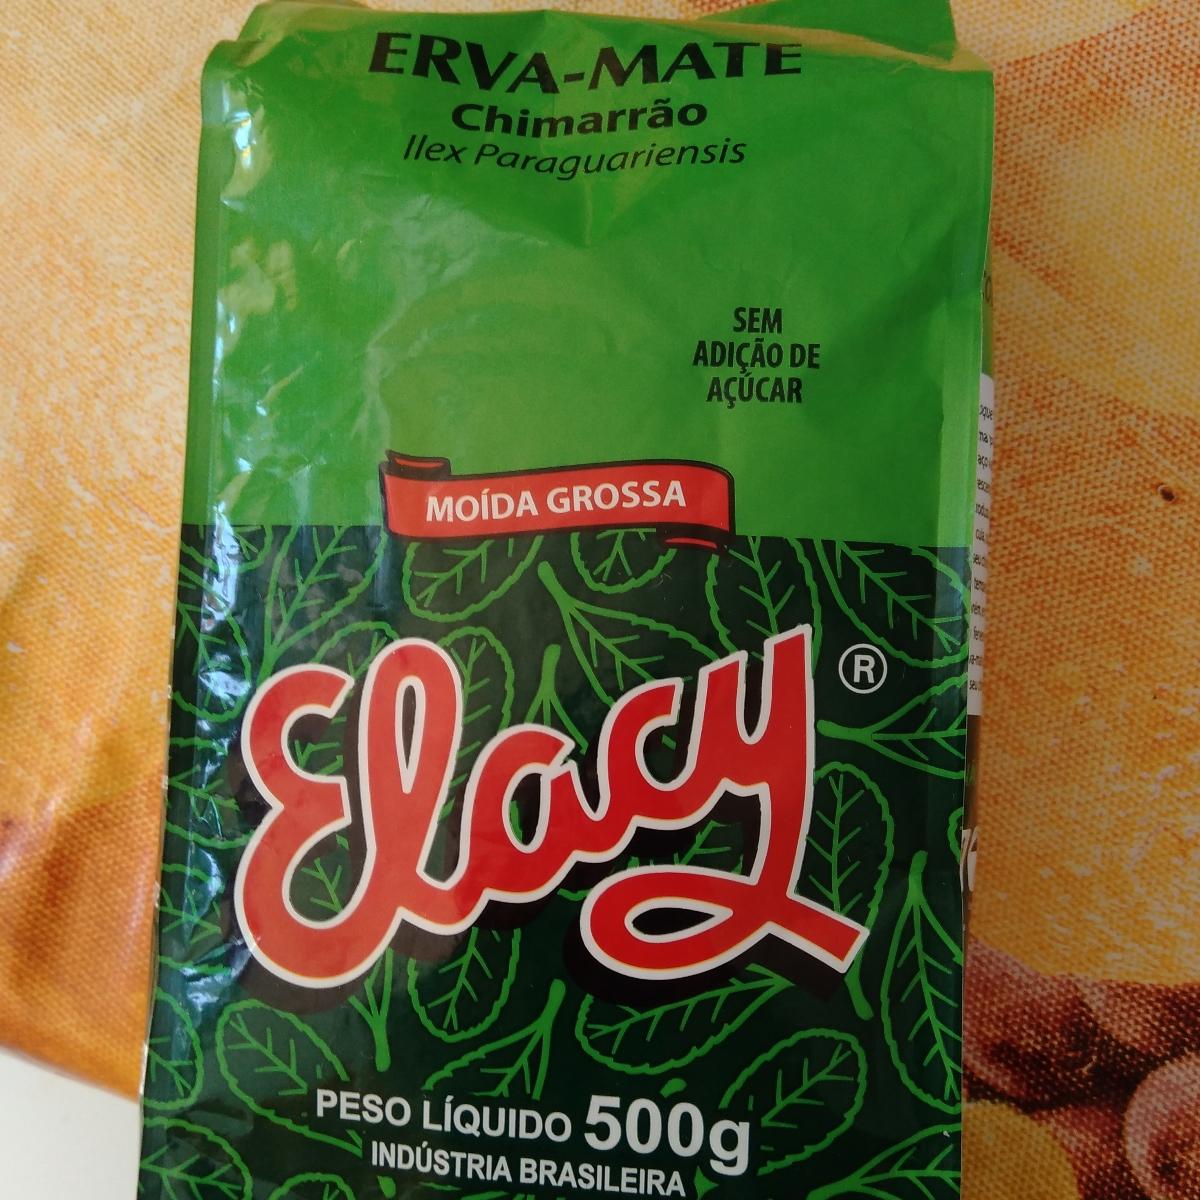 ERVA-MATE
Chimarrão
Ilex Paraguariensis
SEM
ADIÇÃO DE
AÇÚCAR
MOÍDA GROSSA
Elacy ®
PESO LÍQUIDO 500g
INDÚSTRIA BRASILEIRA